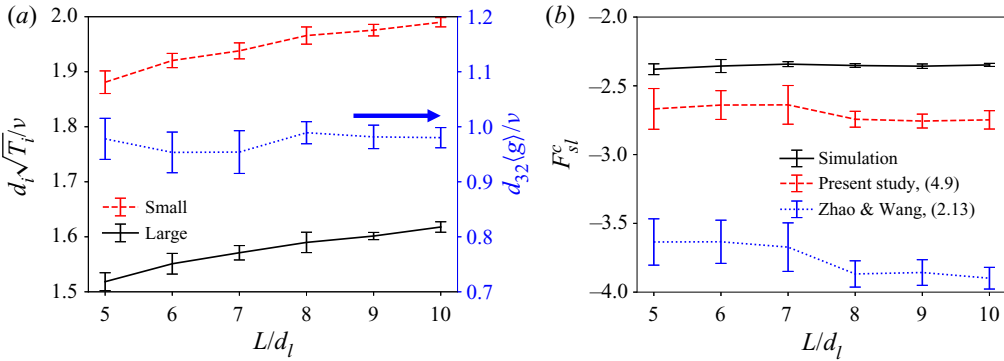 (a)
2.0
1.9
1.8
1.7
1.6
1.5
d_i√T_i/ν
1.2
1.1
1.0
0.9
0.8
0.7
d_32⟨g⟩/ν
Small
Large
5 6 7 8 9 10
L/d_l
(b)
−2.0
−2.5
−3.0
−3.5
−4.0
F^c_sl
Simulation
Present study, (4.9)
Zhao & Wang, (2.13)
5 6 7 8 9 10
L/d_l